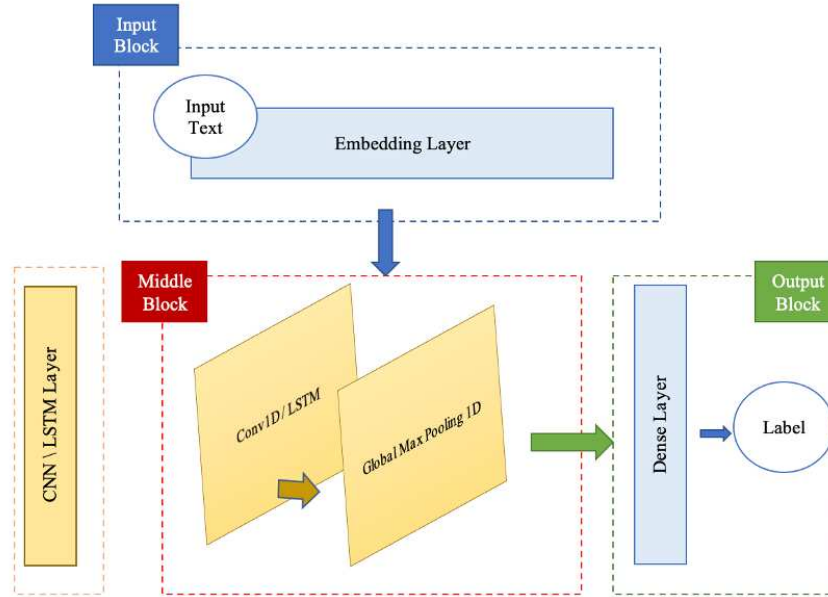 Input
Block
Input
Text
Embedding Layer
CNN \ LSTM Layer
Middle
Block
Conv1D / LSTM
Global Max Pooling 1D
Output
Block
Dense Layer
Label